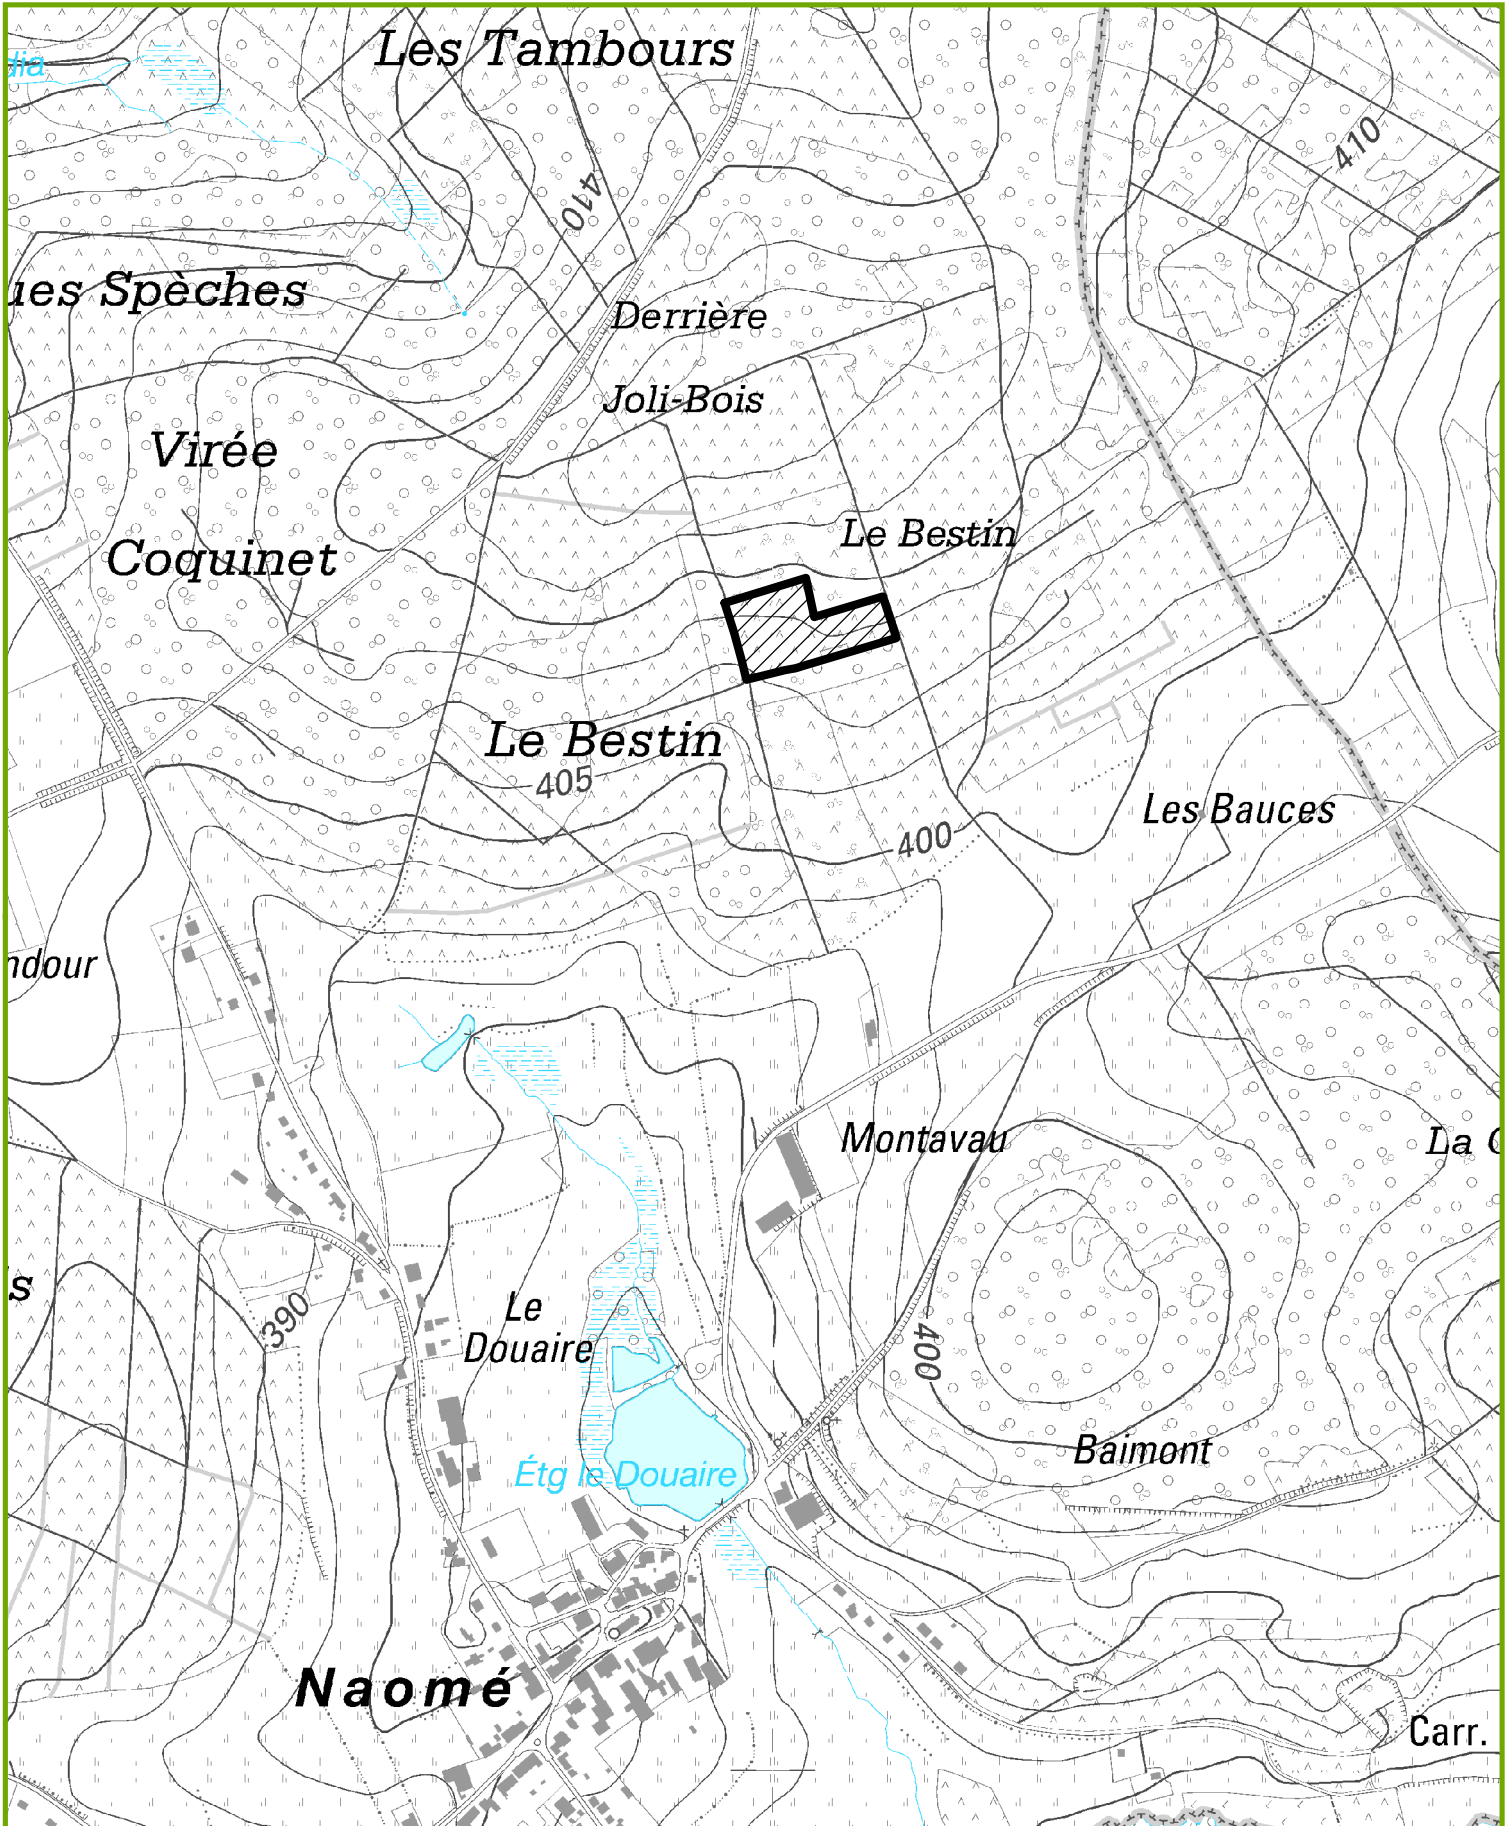 Les Tambours
dia
410
410
ues Spèches
Derrière
Joli-Bois
Virée
Coquinet
Le Bestin
Le Bestin
405
400
Les Bauces
ndour
Montavau
La
s
390
Le
Douaire
400
Baimont
Étg le Douaire
Naomé
Carr.